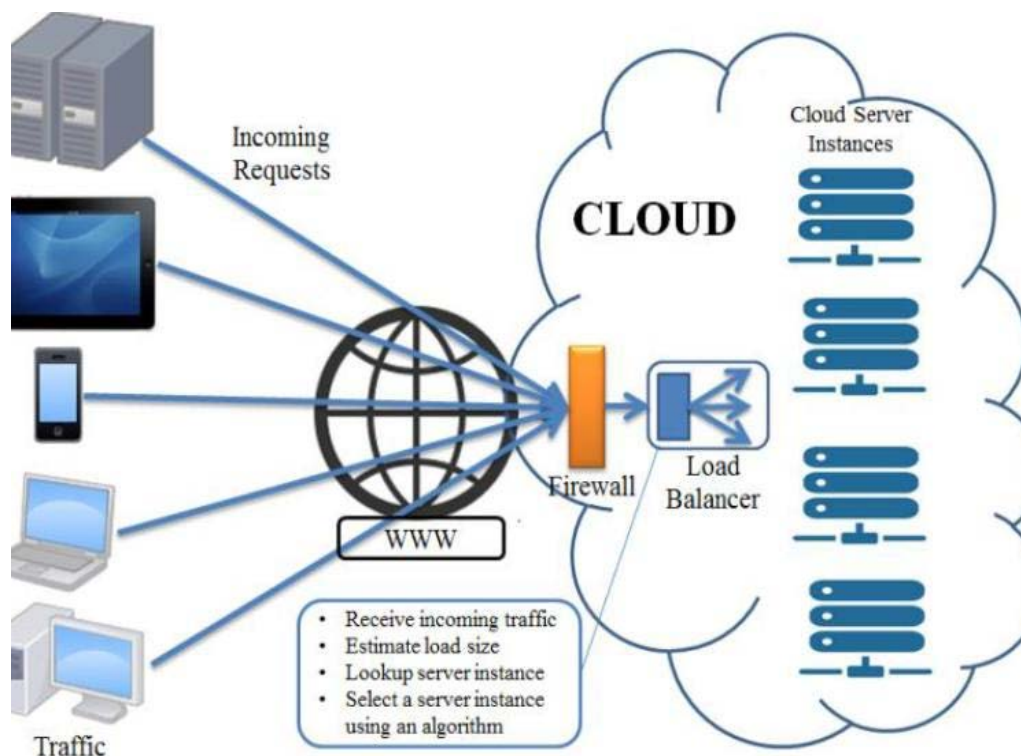 Incoming
Requests
Cloud Server
Instances
CLOUD
Firewall
Load
Balancer
WWW
• Receive incoming traffic
• Estimate load size
• Lookup server instance
• Select a server instance
using an algorithm
Traffic